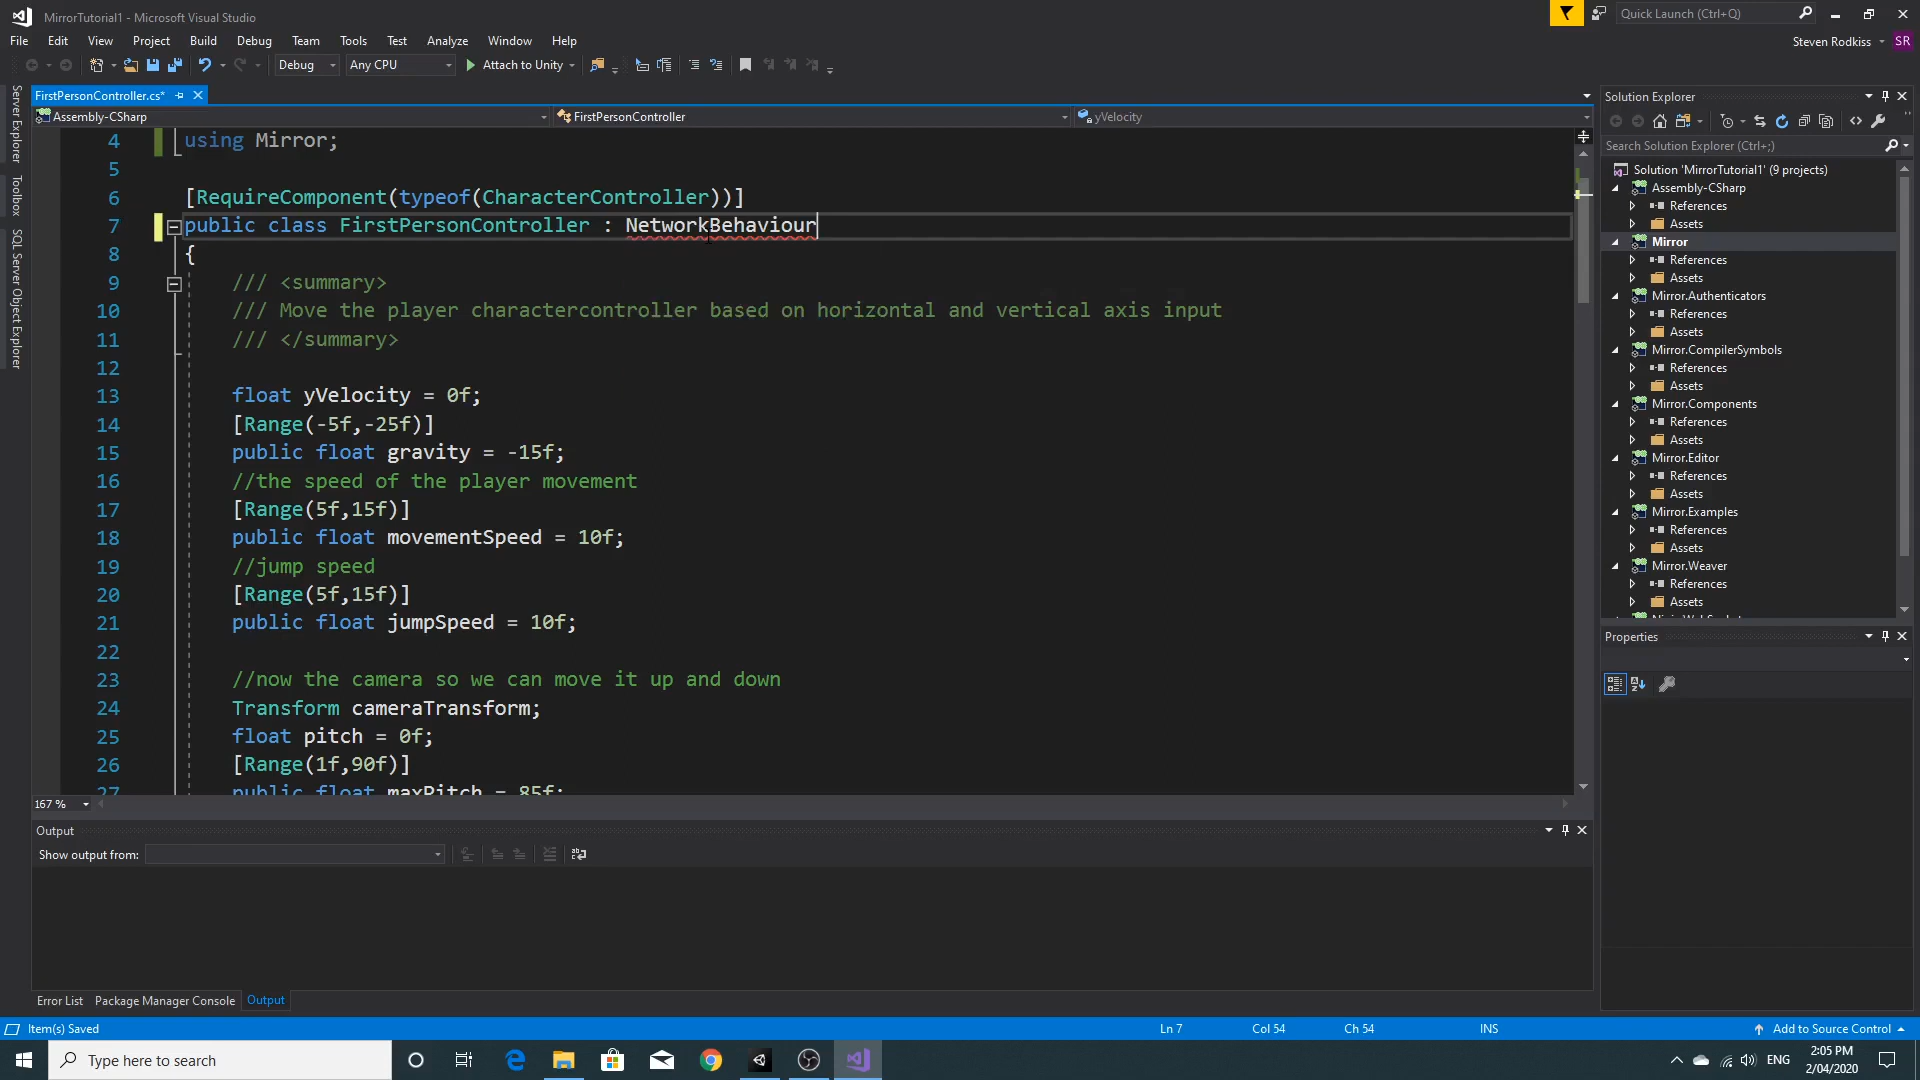 MirrorTutorial1 - Microsoft Visual Studio
Quick Launch (Ctrl+Q)
File Edit View Project Build Debug Team Tools Test Analyze Window Help
Steven Rodkiss SR
Debug Any CPU Attach to Unity
FirstPersonController.cs*
Assembly-CSharp FirstPersonController yVelocity
4 using Mirror;
5
6 [RequireComponent(typeof(CharacterController))]
7 public class FirstPersonController : NetworkBehaviour
8 {
9 /// <summary>
10 /// Move the player charactercontroller based on horizontal and vertical axis input
11 /// </summary>
12
13 float yVelocity = 0f;
14 [Range(-5f,-25f)]
15 public float gravity = -15f;
16 //the speed of the player movement
17 [Range(5f,15f)]
18 public float movementSpeed = 10f;
19 //jump speed
20 [Range(5f,15f)]
21 public float jumpSpeed = 10f;
22
23 //now the camera so we can move it up and down
24 Transform cameraTransform;
25 float pitch = 0f;
26 [Range(1f,90f)]
27 public float maxPitch = 85f;
167 %
Server Explorer
Toolbox
SQL Server Object Explorer
Solution Explorer
Search Solution Explorer (Ctrl+;)
Solution 'MirrorTutorial1' (9 projects)
Assembly-CSharp
References
Assets
Mirror
References
Assets
Mirror.Authenticators
References
Assets
Mirror.CompilerSymbols
References
Assets
Mirror.Components
References
Assets
Mirror.Editor
References
Assets
Mirror.Examples
References
Assets
Mirror.Weaver
References
Assets
Properties
Output
Show output from:
Error List Package Manager Console Output
Item(s) Saved Ln 7 Col 54 Ch 54 INS Add to Source Control
Type here to search
ENG
2:05 PM
2/04/2020